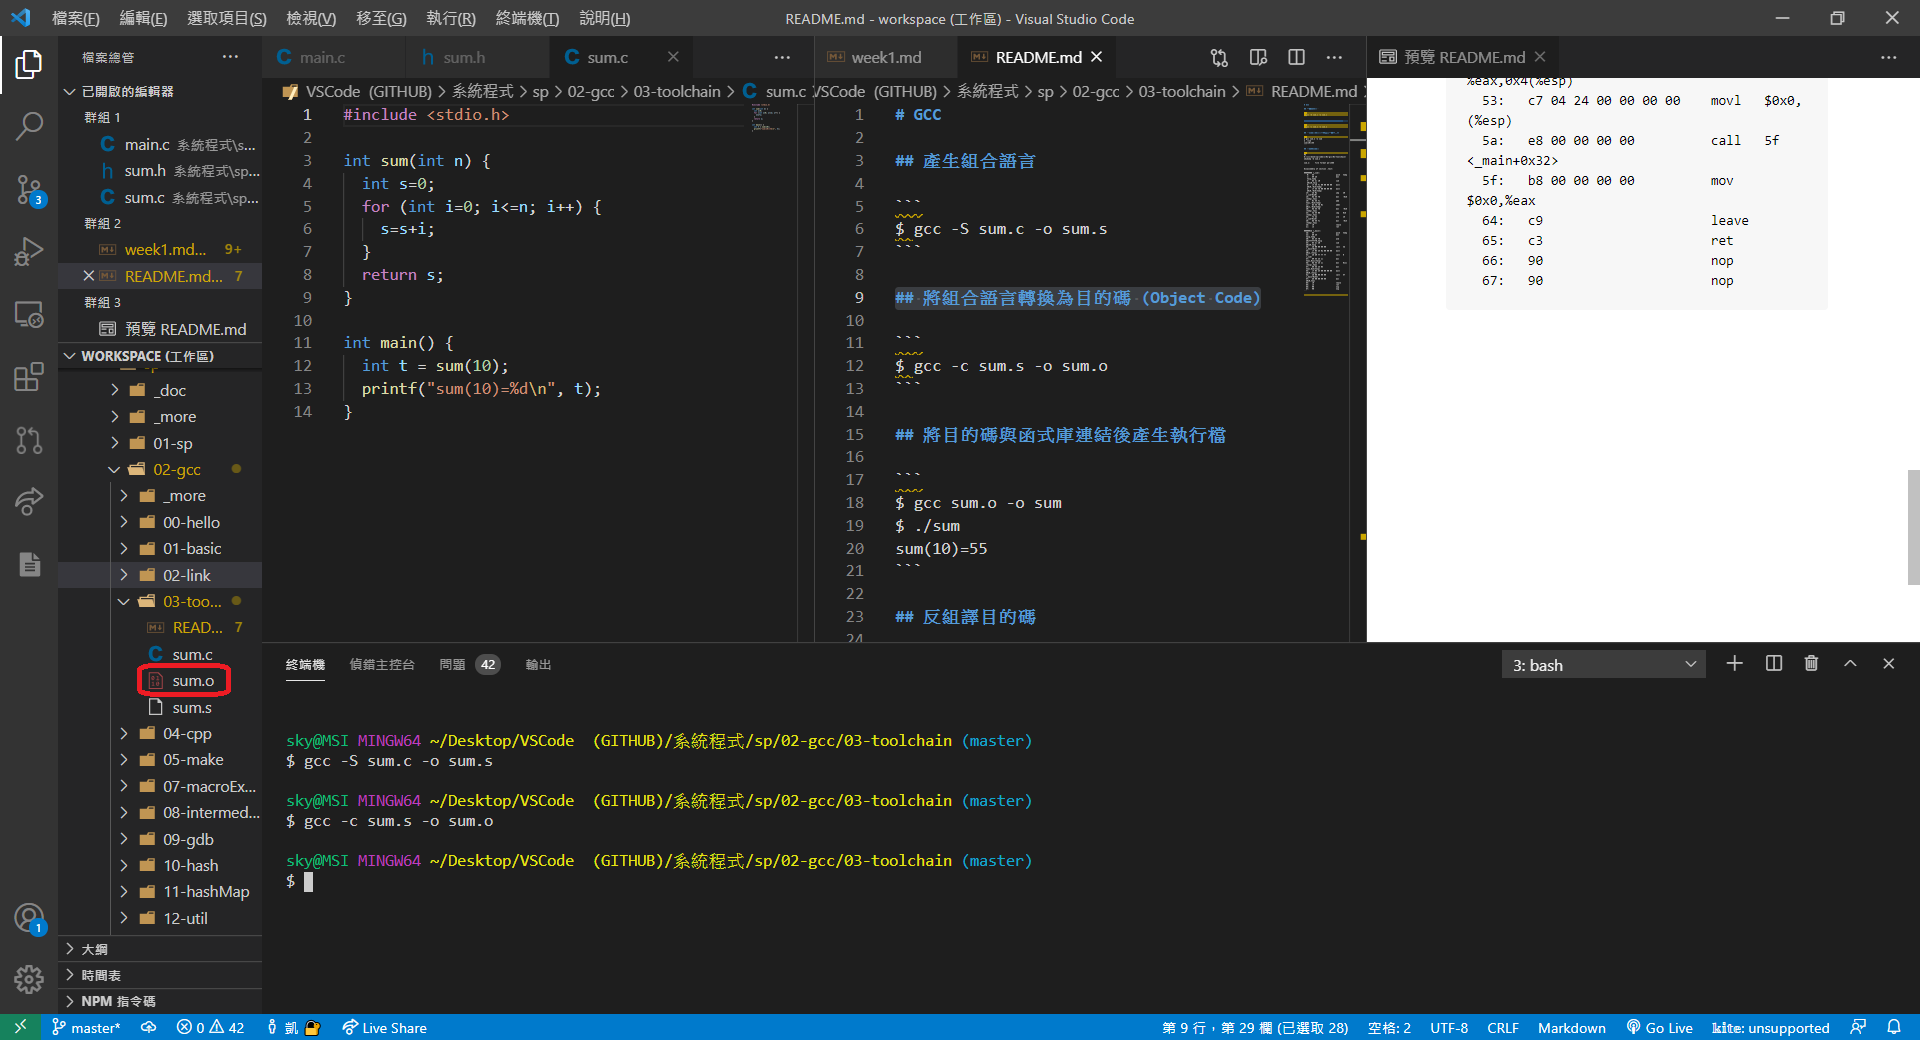 檔案(F) 編輯(E) 選取項目(S) 檢視(V) 移至(G) 執行(R) 終端機(T) 說明(H)
README.md - workspace (工作區) - Visual Studio Code
檔案總管 ···
已開啟的編輯器
群組 1
C main.c 系統程式\s...
h sum.h 系統程式\sp...
C sum.c 系統程式\sp...
群組 2
week1.md... 9+
README.md... 7
群組 3
預覽 README.md
WORKSPACE (工作區)
_doc
_more
01-sp
02-gcc
_more
00-hello
01-basic
02-link
03-too...
READ... 7
C sum.c
sum.o
sum.s
04-cpp
05-make
07-macroEx...
08-intermed...
09-gdb
10-hash
11-hashMap
12-util
大綱
時間表
NPM 指令碼
3
1
C main.c
h sum.h
C sum.c
VSCode (GITHUB) > 系統程式 > sp > 02-gcc > 03-toolchain > C sum.c
1 #include <stdio.h>
2
3 int sum(int n) {
4 int s=0;
5 for (int i=0; i<=n; i++) {
6 s=s+i;
7 }
8 return s;
9 }
10
11 int main() {
12 int t = sum(10);
13 printf("sum(10)=%d\n", t);
14 }
week1.md
README.md
VSCode (GITHUB) > 系統程式 > sp > 02-gcc > 03-toolchain > README.md
1 # GCC
2
3 ## 產生組合語言
4
5 ```
6 $ gcc -S sum.c -o sum.s
7 ```
8
9 ## 將組合語言轉換為目的碼 (Object Code)
10
11 ```
12 $ gcc -c sum.s -o sum.o
13 ```
14
15 ## 將目的碼與函式庫連結後產生執行檔
16
17 ```
18 $ gcc sum.o -o sum
19 $ ./sum
20 sum(10)=55
21 ```
22
23 ## 反組譯目的碼
24
預覽 README.md
%eax,0x4(%esp)
53: c7 04 24 00 00 00 00 movl $0x0,
(%esp)
5a: e8 00 00 00 00 call 5f
<_main+0x32>
5f: b8 00 00 00 00 mov
$0x0,%eax
64: c9 leave
65: c3 ret
66: 90 nop
67: 90 nop
終端機 偵錯主控台 問題 42 輸出
3: bash
sky@MSI MINGW64 ~/Desktop/VSCode (GITHUB)/系統程式/sp/02-gcc/03-toolchain (master)
$ gcc -S sum.c -o sum.s
sky@MSI MINGW64 ~/Desktop/VSCode (GITHUB)/系統程式/sp/02-gcc/03-toolchain (master)
$ gcc -c sum.s -o sum.o
sky@MSI MINGW64 ~/Desktop/VSCode (GITHUB)/系統程式/sp/02-gcc/03-toolchain (master)
$
master* 0 42 凱 Live Share
第 9 行，第 29 欄 (已選取 28) 空格: 2 UTF-8 CRLF Markdown Go Live kite: unsupported